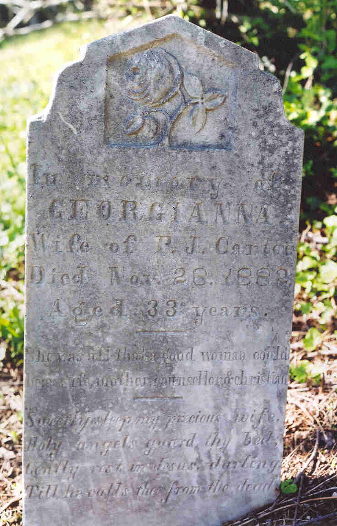 In memory of
GEORGIANNA
Wife of P. J. Carter
Died Nov. 28. 1882
Aged 33 years.
She was all that a good woman could
be, wife, mother, counsellor & christian
Sweetly sleep my precious wife,
Holy angels guard thy bed,
Gently rest in Jesus, darling
Till he calls thee from the dead.